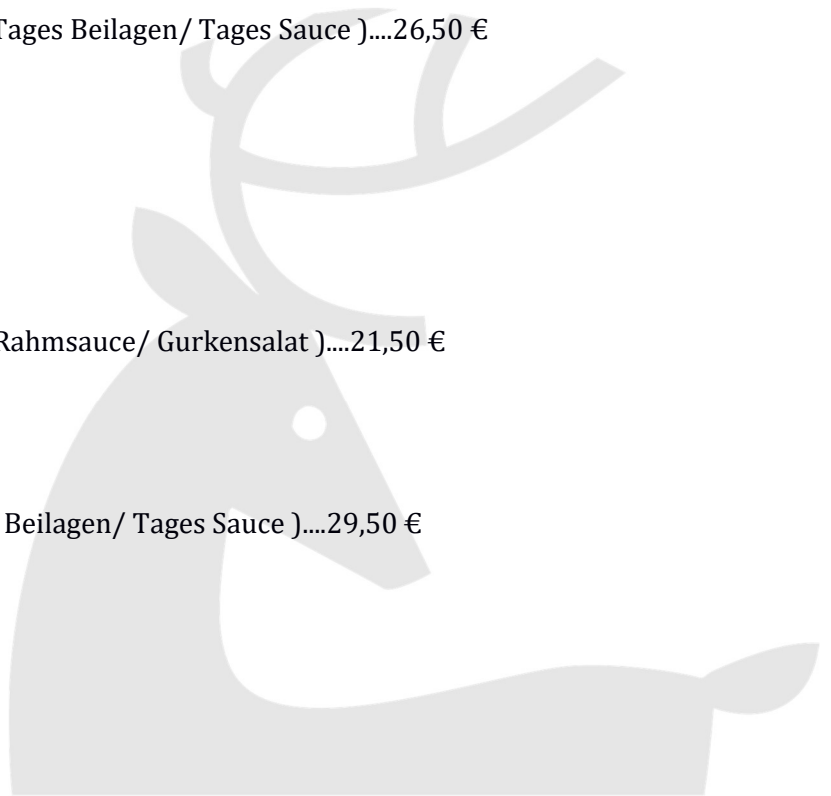 Tages Beilagen/ Tages Sauce )....26,50 €
Rahmsauce/ Gurkensalat )....21,50 €
Beilagen/ Tages Sauce )....29,50 €